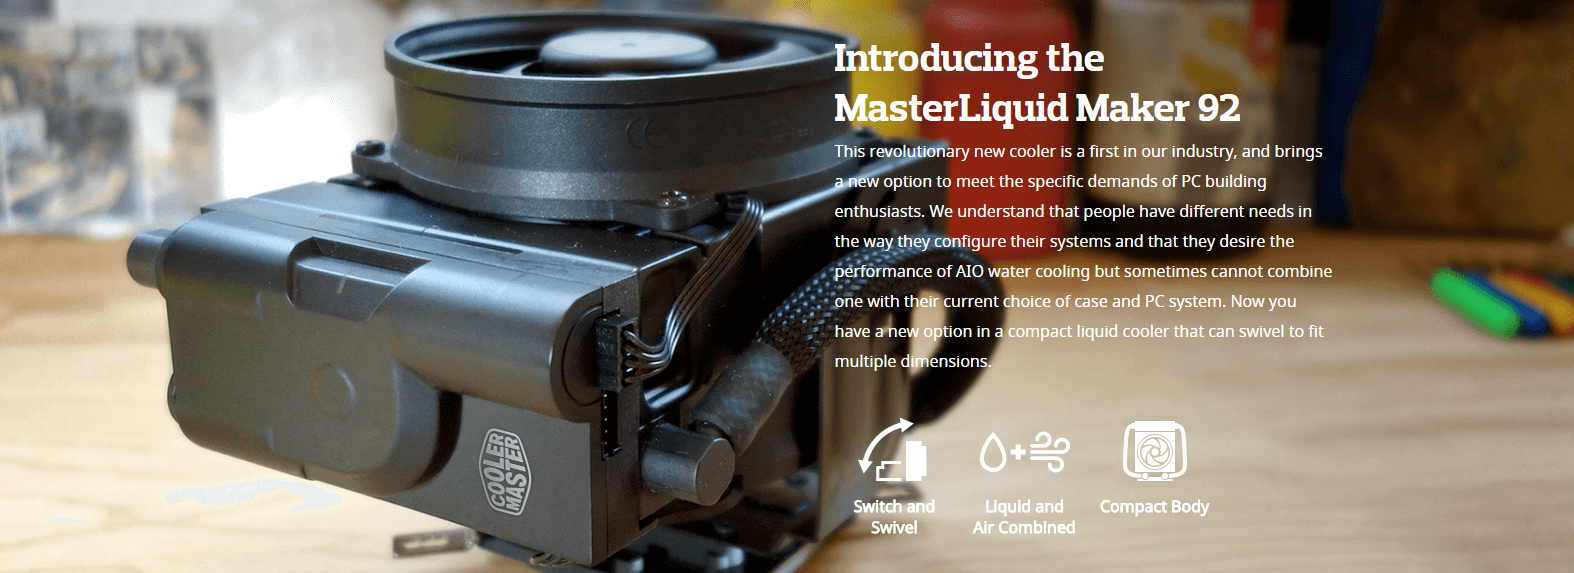 Introducing the
MasterLiquid Maker 92
This revolutionary new cooler is a first in our industry, and brings
a new option to meet the specific demands of PC building
enthusiasts. We understand that people have different needs in
the way they configure their systems and that they desire the
performance of AIO water cooling but sometimes cannot combine
one with their current choice of case and PC system. Now you
have a new option in a compact liquid cooler that can swivel to fit
multiple dimensions.
COOLER
MASTER
Switch and
Swivel
Liquid and
Air Combined
Compact Body